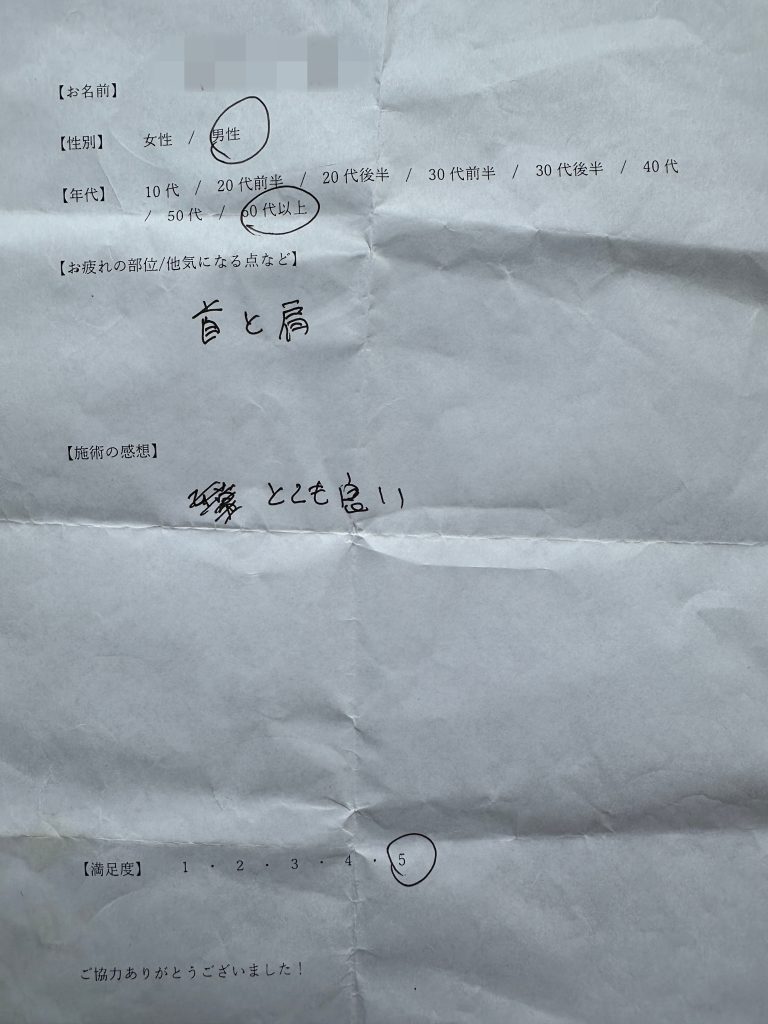 【お名前】
【性別】 女性 / 男性
【年代】 10代 / 20代前半 / 20代後半 / 30代前半 / 30代後半 / 40代
/ 50代 / 60代以上
【お疲れの部位/他気になる点など】
首と肩
【施術の感想】
とても良い
【満足度】 1・2・3・4・5
ご協力ありがとうございました!